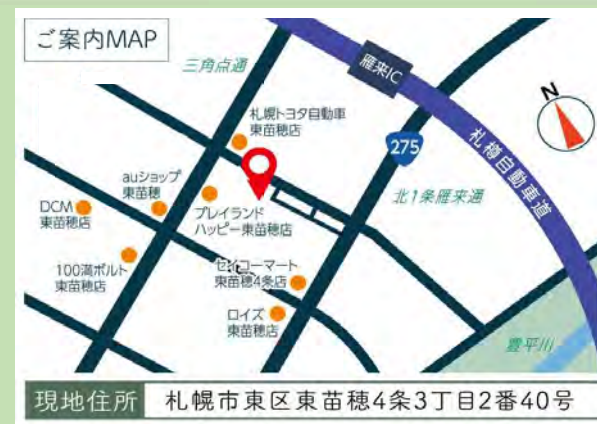 ご案内MAP
三角点通
雁来IC
N
札幌トヨタ自動車
東苗穂店
275
札樽自動車道
auショップ
東苗穂
北1条雁来通
DCM
東苗穂店
プレイランド
ハッピー東苗穂店
100満ボルト
東苗穂店
セイコーマート
東苗穂4条店
ロイズ
東苗穂店
豊平川
現地住所 札幌市東区東苗穂4条3丁目2番40号